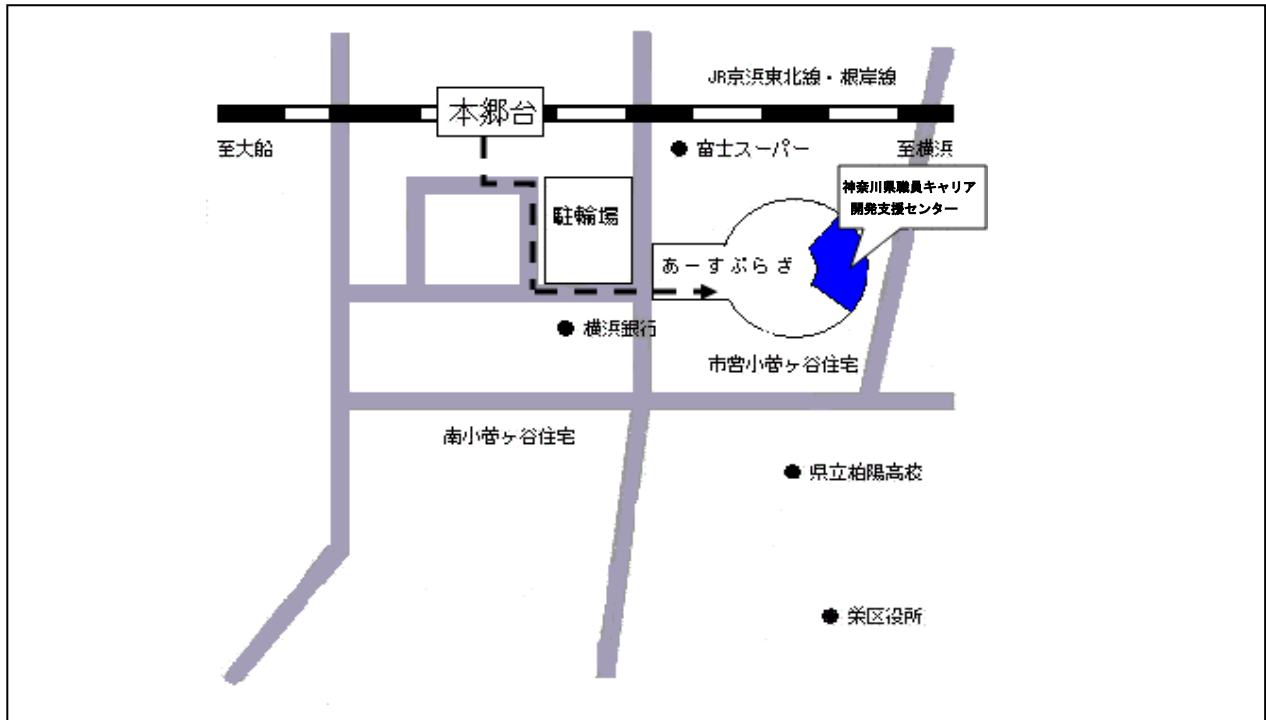 JR京浜東北線・根岸線
本郷台
至大船
富士スーパー
至横浜
神奈川県職員キャリア
開発支援センター
駐輪場
あーすぷらざ
横浜銀行
市営小菅ヶ谷住宅
南小菅ヶ谷住宅
県立柏陽高校
栄区役所